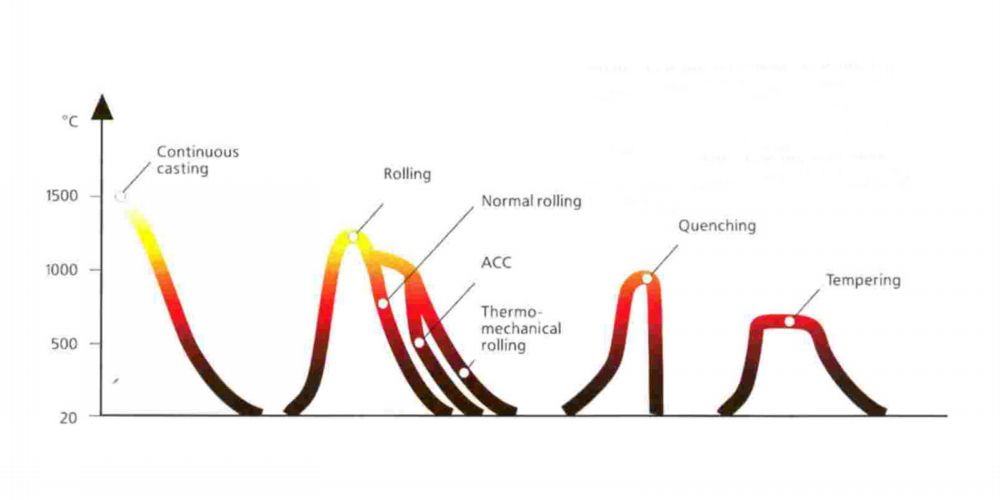 °C
Continuous
casting
Rolling
Normal rolling
ACC
Thermo-
mechanical
rolling
Quenching
Tempering
1500
1000
500
20